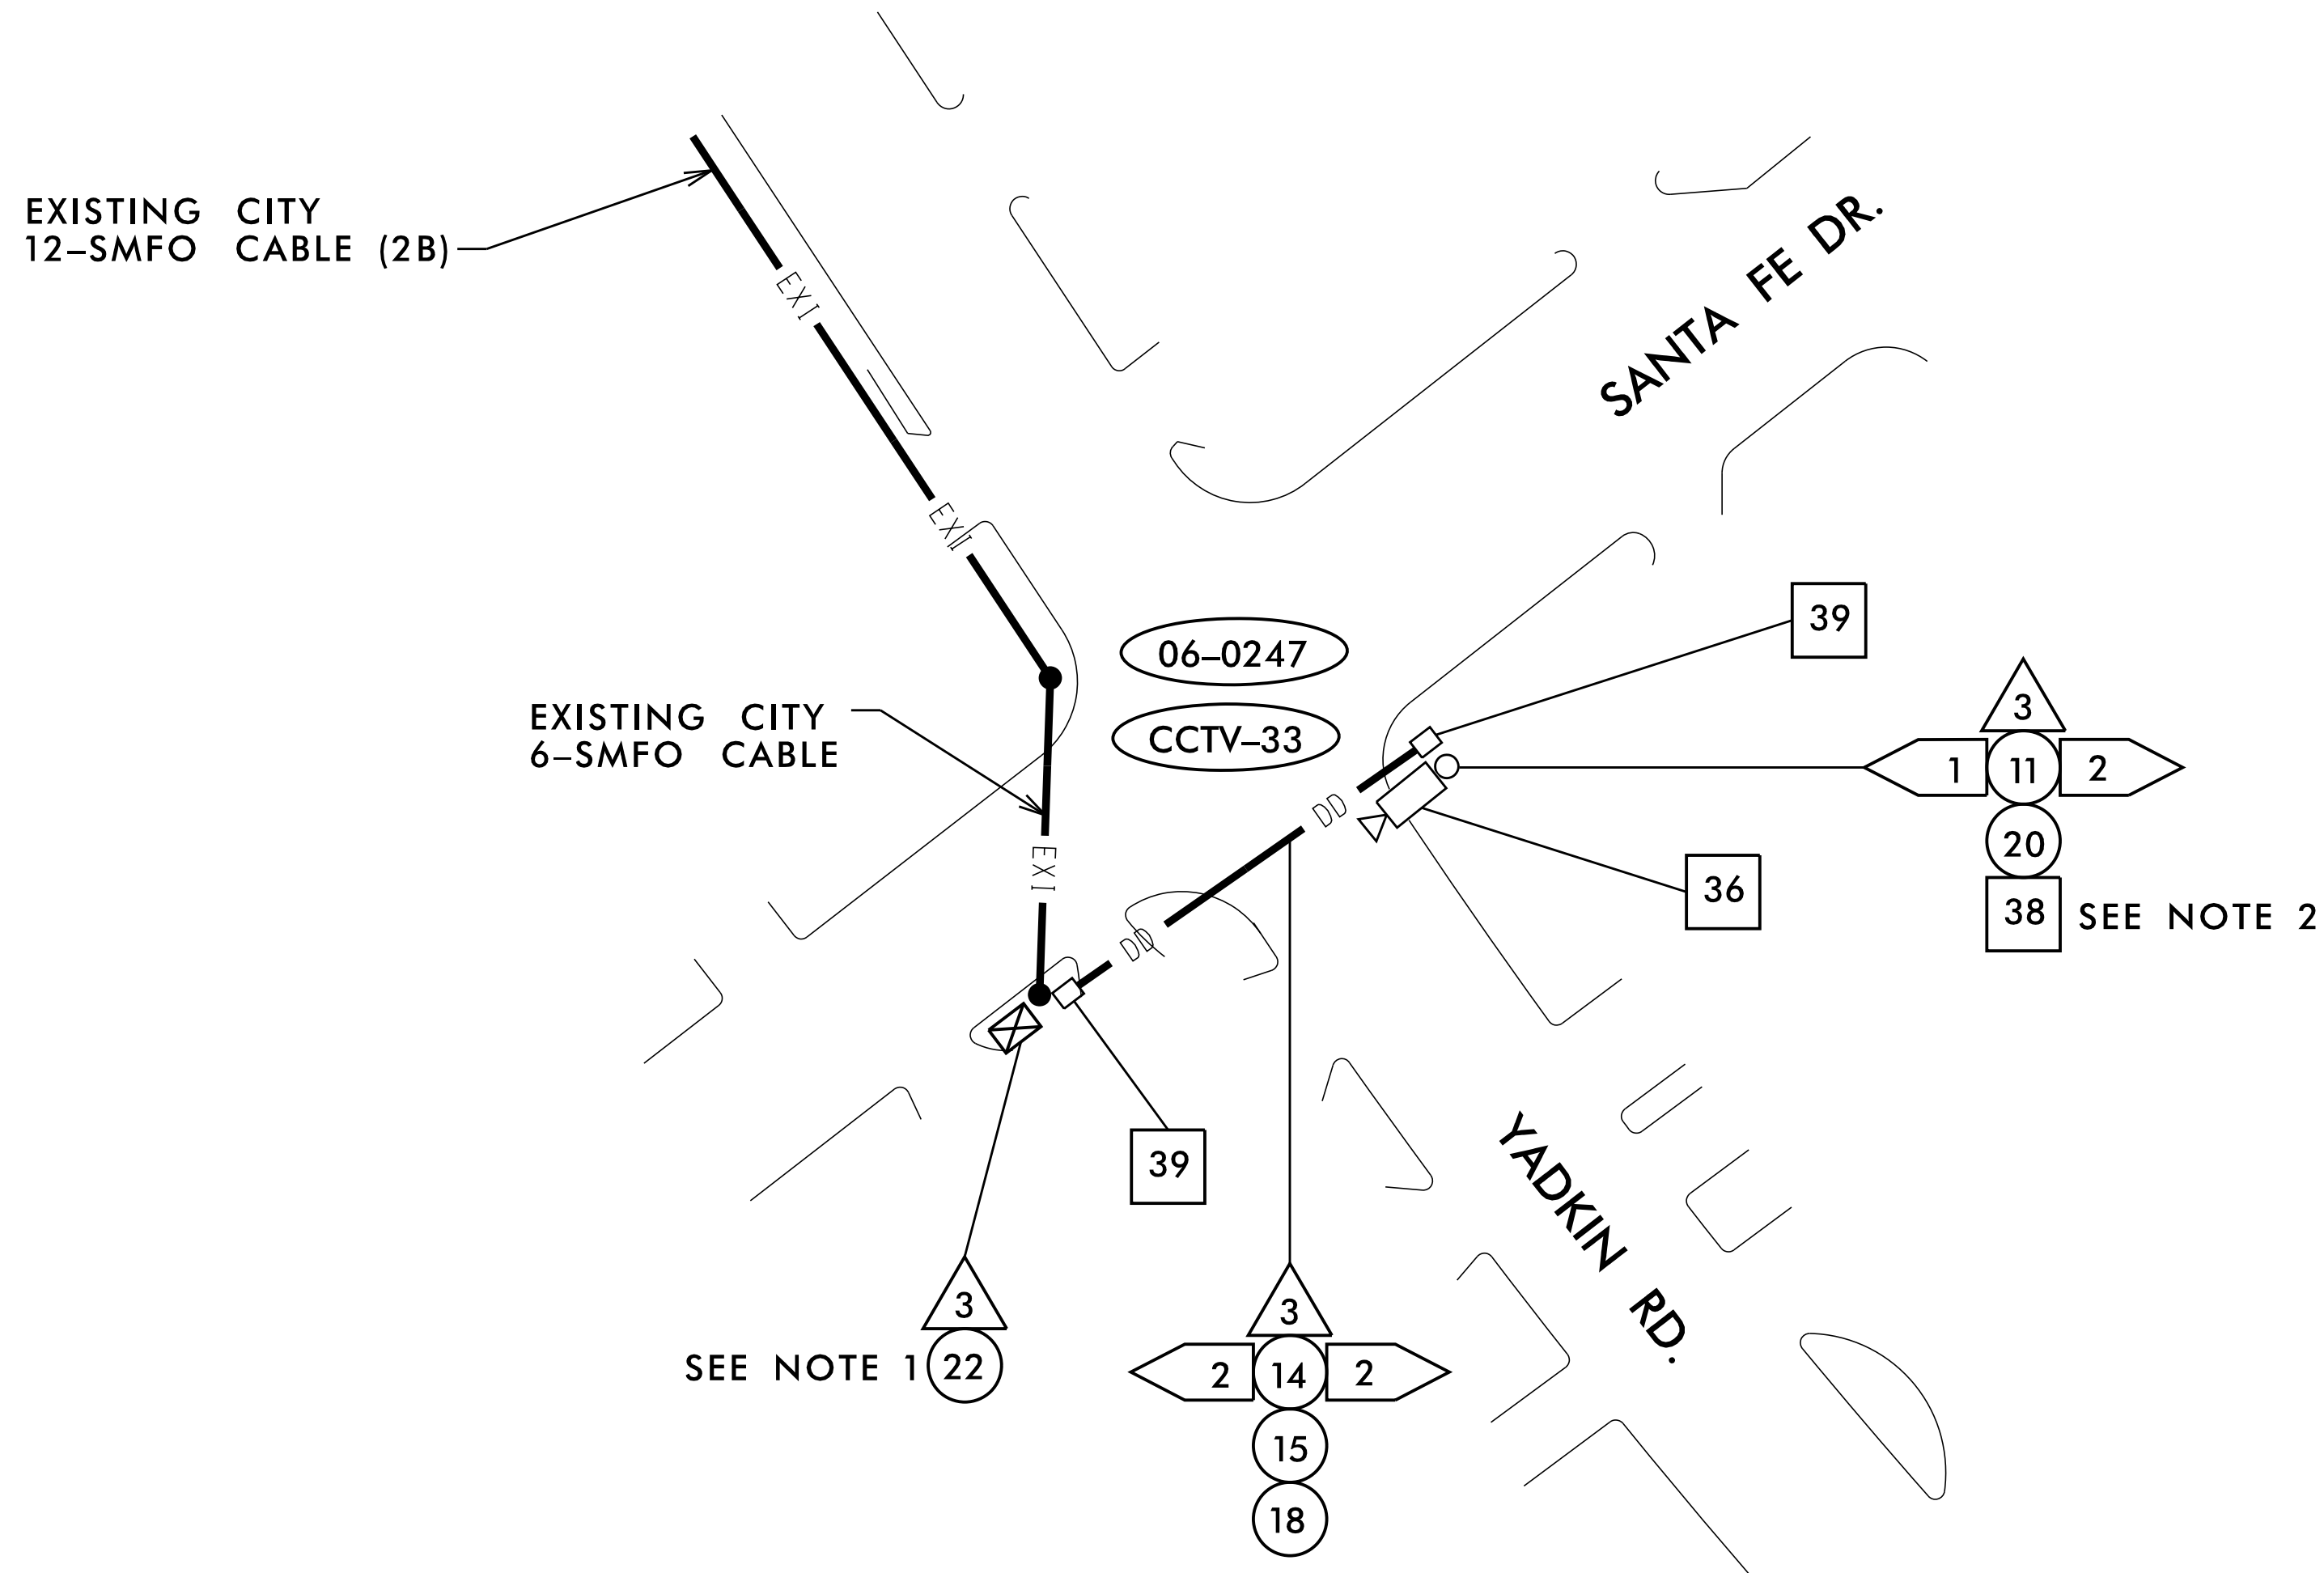 EXISTING CITY
12-SMFO CABLE (2B)
SANTA FE DR.
EXI
EXI
39
06-0247
CCTV-33
EXISTING CITY
6-SMFO CABLE
3
1 11 2
20
38 SEE NOTE 2
DD
EXI
36
DD
39
YADKIN RD.
3
SEE NOTE 1 22
3
2 14 2
15
18